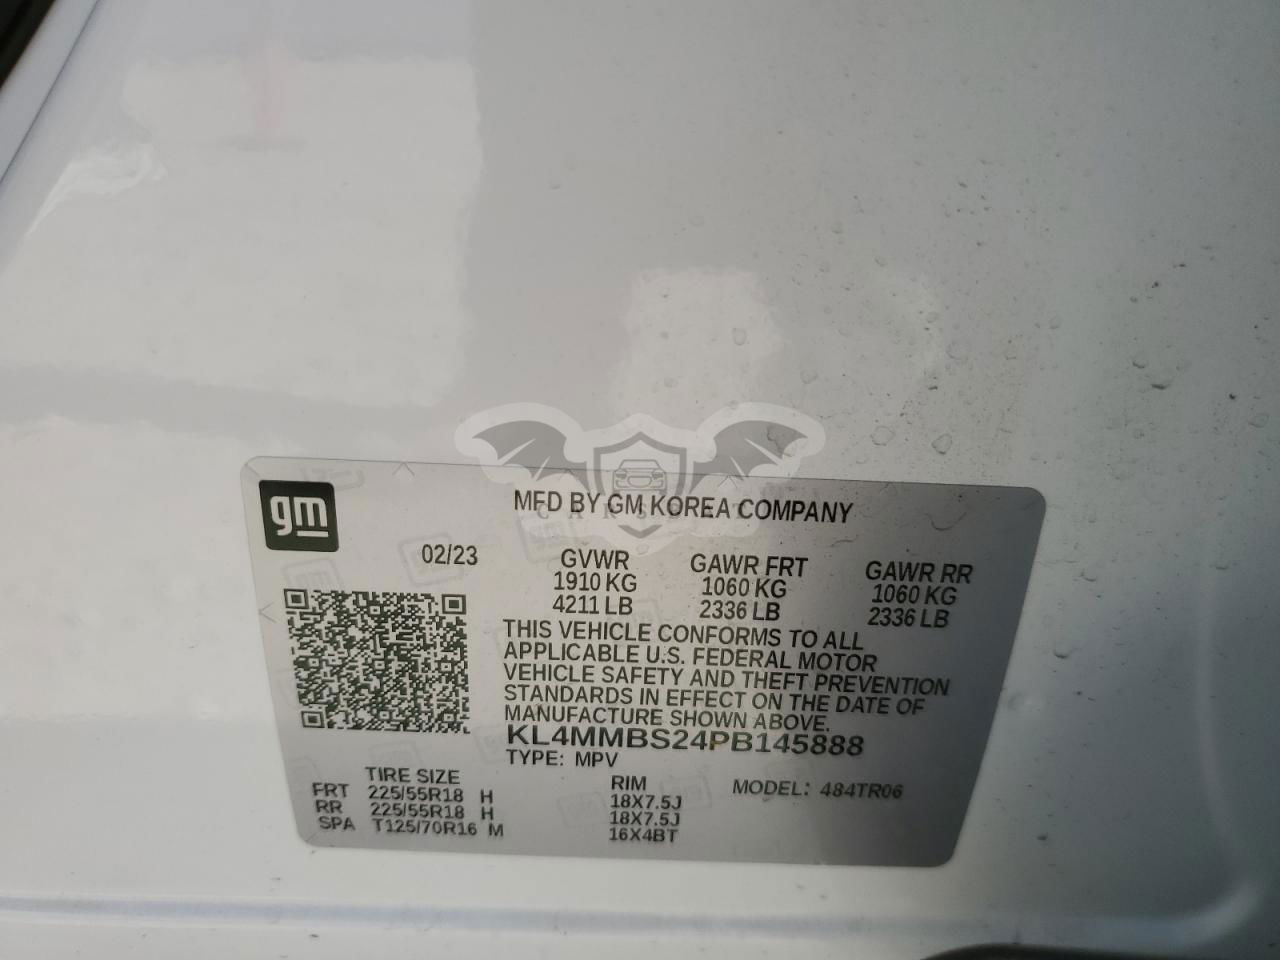 gm
MFD BY GM KOREA COMPANY
02/23 GVWR GAWR FRT GAWR RR
1910 KG 1060 KG 1060 KG
4211 LB 2336 LB 2336 LB
THIS VEHICLE CONFORMS TO ALL
APPLICABLE U.S. FEDERAL MOTOR
VEHICLE SAFETY AND THEFT PREVENTION
STANDARDS IN EFFECT ON THE DATE OF
MANUFACTURE SHOWN ABOVE.
KL4MMBS24PB145888
TYPE: MPV
TIRE SIZE RIM MODEL: 484TR06
FRT 225/55R18 H 18X7.5J
RR 225/55R18 H 18X7.5J
SPA T125/70R16 M 16X4BT